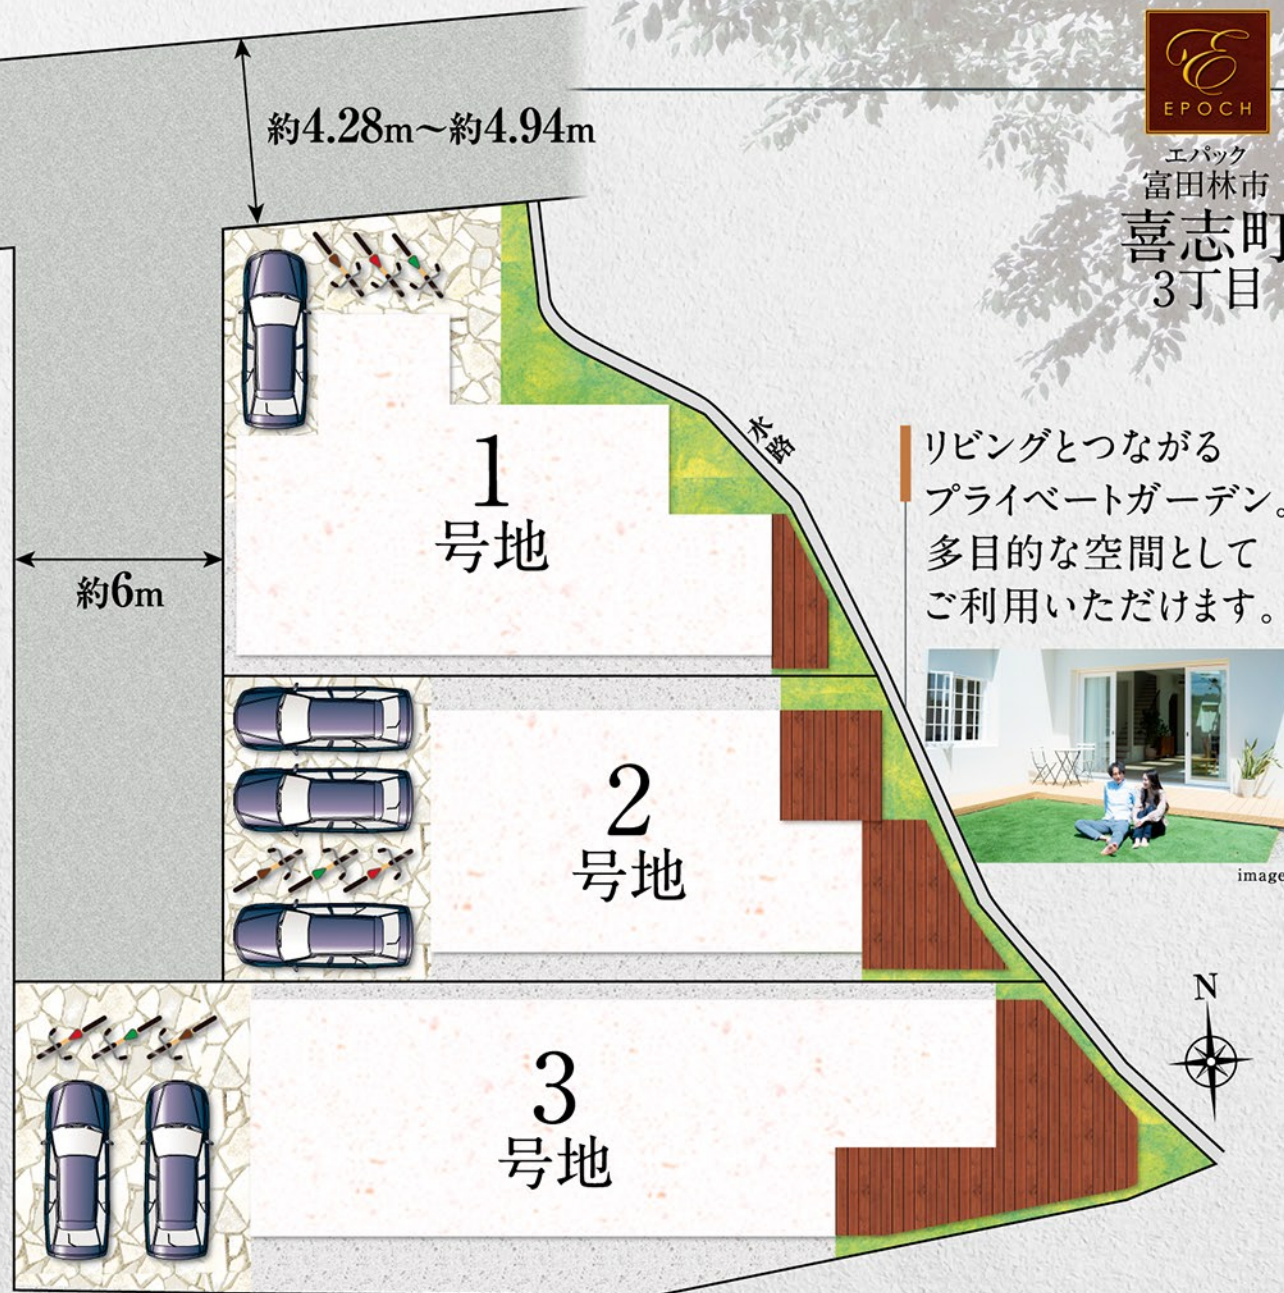 約4.28m～約4.94m
EPOCH
エパック
富田林市
喜志町
3丁目
水路
リビングとつながる
プライベートガーデン。
多目的な空間として
ご利用いただけます。
image
約6m
1
号地
2
号地
3
号地
N